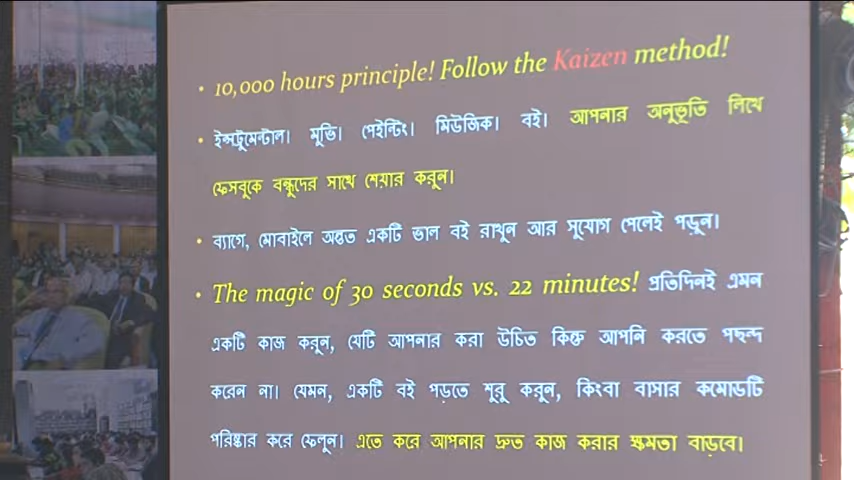 • 10,000 hours principle! Follow the Kaizen method!
• ইন্সট্রুমেন্টাল। মুভি। পেইন্টিং। মিউজিক। বই। আপনার অনুভূতি লিখে
ফেসবুকে বন্ধুদের সাথে শেয়ার করুন।
• ব্যাগে, মোবাইলে অন্তত একটি ভাল বই রাখুন আর সুযোগ পেলেই পড়ুন।
• The magic of 30 seconds vs. 22 minutes! প্রতিদিনই এমন
একটি কাজ করুন, যেটি আপনার করা উচিত কিন্তু আপনি করতে পছন্দ
করেন না। যেমন, একটি বই পড়তে শুরু করুন, কিংবা বাসার কমোডটি
পরিষ্কার করে ফেলুন। এতে করে আপনার দ্রুত কাজ করার ক্ষমতা বাড়বে।